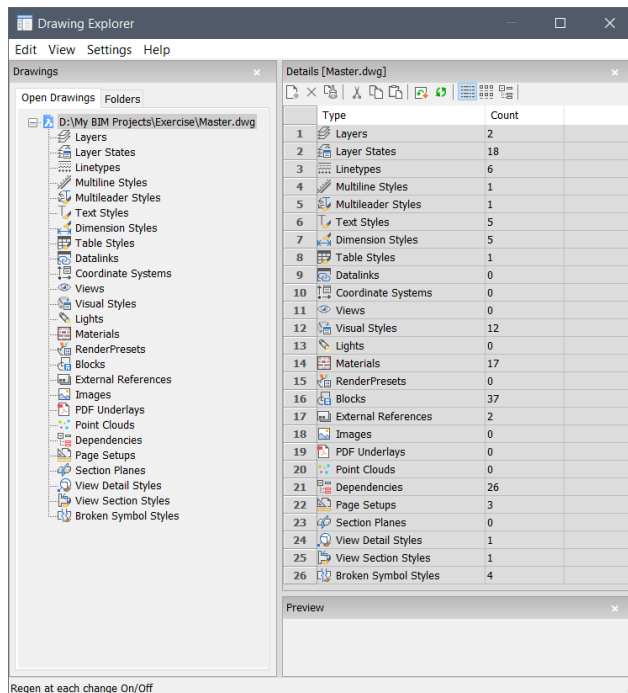 Drawing Explorer
Edit View Settings Help
Drawings
Open Drawings Folders
D:\My BIM Projects\Exercise\Master.dwg
Layers
Layer States
Linetypes
Multiline Styles
Multileader Styles
Text Styles
Dimension Styles
Table Styles
Datalinks
Coordinate Systems
Views
Visual Styles
Lights
Materials
RenderPresets
Blocks
External References
Images
PDF Underlays
Point Clouds
Dependencies
Page Setups
Section Planes
View Detail Styles
View Section Styles
Broken Symbol Styles
Details [Master.dwg]
Type Count
1 Layers 2
2 Layer States 18
3 Linetypes 6
4 Multiline Styles 1
5 Multileader Styles 1
6 Text Styles 5
7 Dimension Styles 5
8 Table Styles 1
9 Datalinks 0
10 Coordinate Systems 0
11 Views 0
12 Visual Styles 12
13 Lights 0
14 Materials 17
15 RenderPresets 0
16 Blocks 37
17 External References 2
18 Images 0
19 PDF Underlays 0
20 Point Clouds 0
21 Dependencies 26
22 Page Setups 3
23 Section Planes 0
24 View Detail Styles 1
25 View Section Styles 1
26 Broken Symbol Styles 4
Preview
Regen at each change On/Off